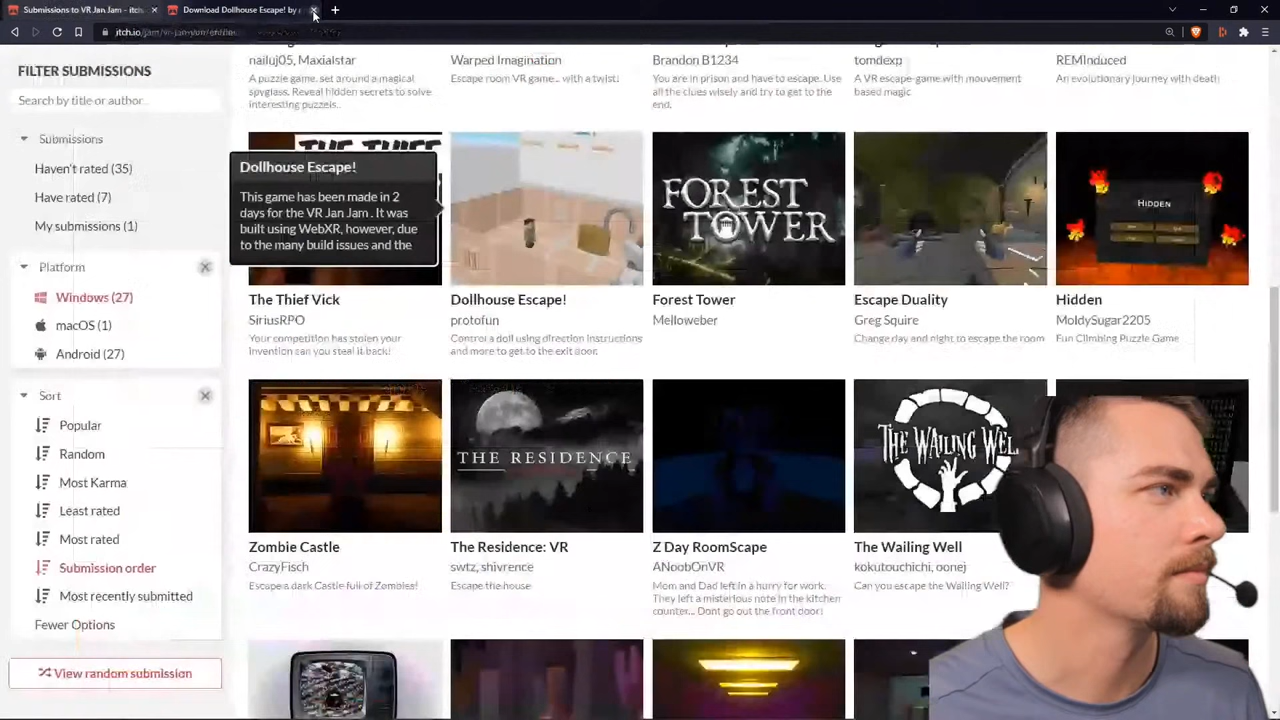 Submissions to VR Jan Jam - itch
Download Dollhouse Escape! by
itch.io/jam/vr-jan-jam/entries
FILTER SUBMISSIONS
Search by title or author..
Submissions
Haven't rated (35)
Have rated (7)
My submissions (1)
Platform
Windows (27)
macOS (1)
Android (27)
Sort
Popular
Random
Most Karma
Least rated
Most rated
Submission order
Most recently submitted
Fewer Options
View random submission
nailuj05, Maxialstar
A puzzle game, set around a magical
spyglass. Reveal hidden secrets to solve
interesting puzzels..
Warped Imagination
Escape room VR game... with a twist!
Brandon B1234
You are in prison and have to escape. Use
all the clues wisely and try to get to the
end.
tomdexp
A VR escape-game with mouvement
based magic
REMInduced
An evolutionary journey with death
THE THIEF
Dollhouse Escape!
This game has been made in 2
days for the VR Jan Jam . It was
built using WebXR, however, due
to the many build issues and the
The Thief Vick
SiriusRPO
Your competition has stolen your
invention can you steal it back!
Dollhouse Escape!
protofun
Control a doll using direction instructions
and more to get to the exit door.
FOREST
TOWER
Forest Tower
Melloweber
Escape Duality
Greg Squire
Change day and night to escape the room
HIDDEN
Hidden
MoldySugar2205
Fun Climbing Puzzle Game
Zombie Castle
CrazyFisch
Escape a dark Castle full of Zombies!
THE RESIDENCE
The Residence: VR
swtz, shivrence
Escape the house
Z Day RoomScape
ANoobOnVR
Mom and Dad left in a hurry for work.
They left a misterious note in the kitchen
counter... Dont go out the front door!
THE WAILING WELL
The Wailing Well
kokutouchichi, oonej
Can you escape the Wailing Well?